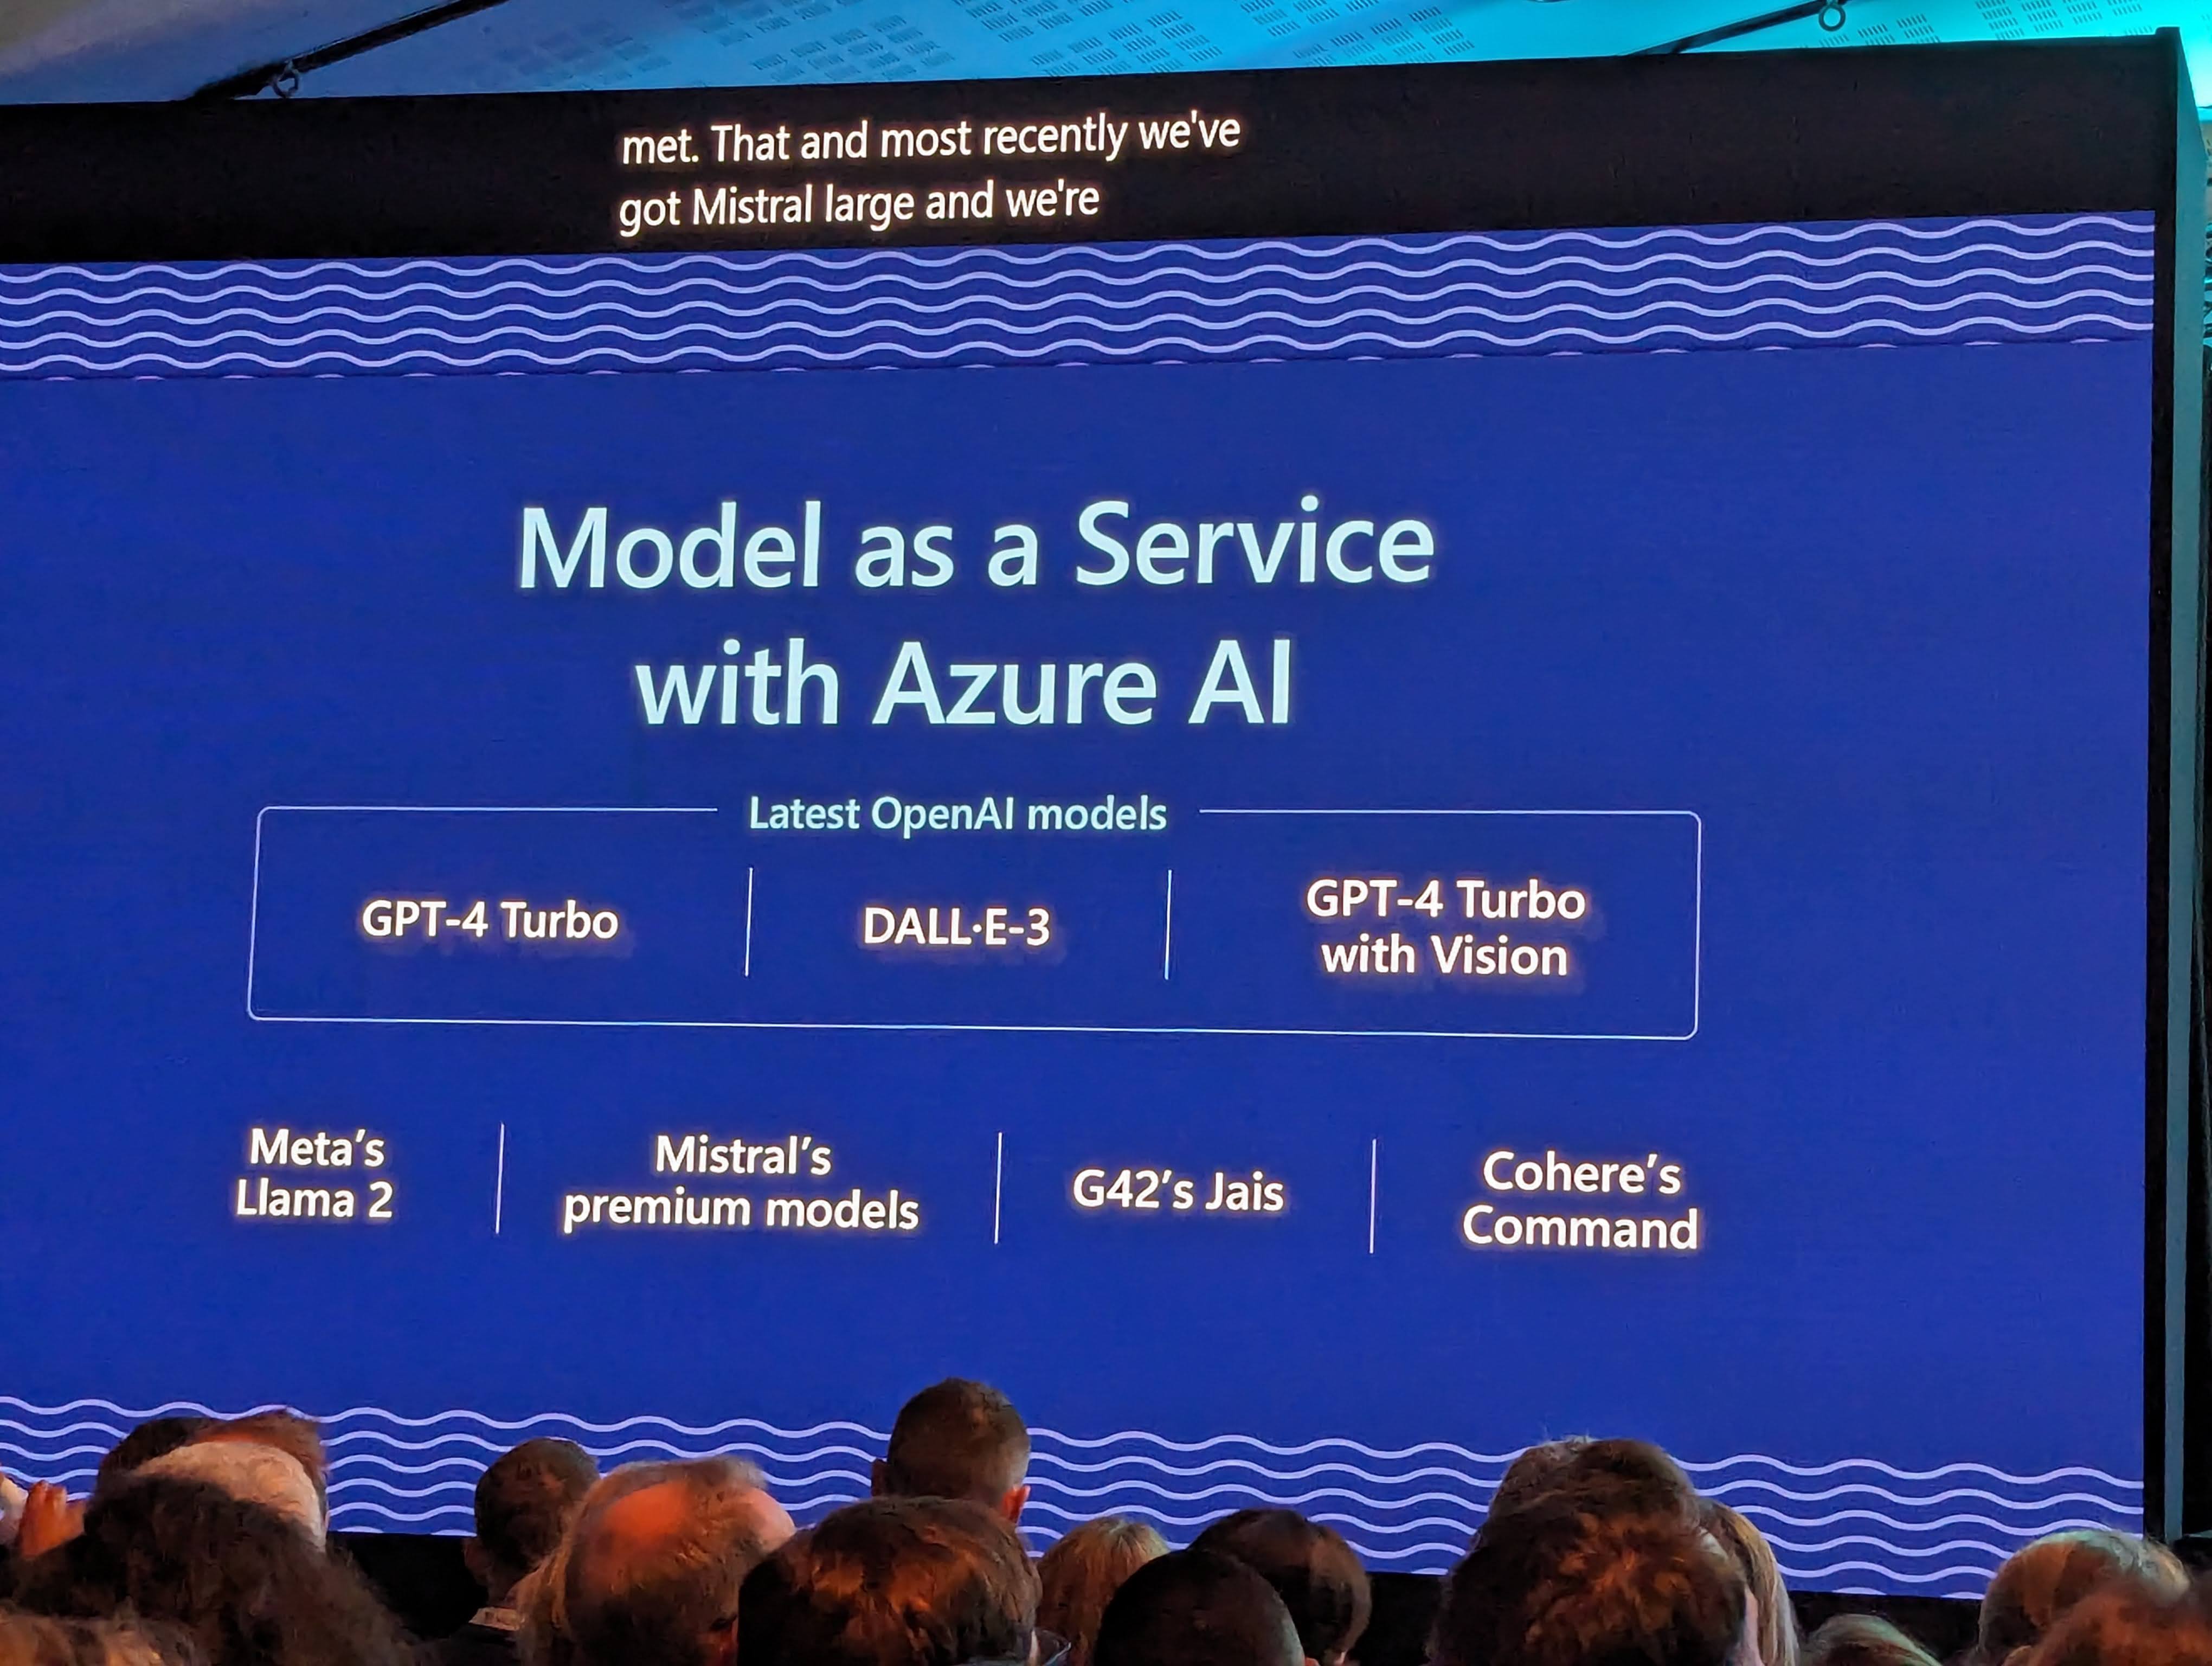 met. That and most recently we've
got Mistral large and we're
Model as a Service
with Azure AI
Latest OpenAI models
GPT-4 Turbo
DALL·E-3
GPT-4 Turbo
with Vision
Meta's
Llama 2
Mistral's
premium models
G42's Jais
Cohere's
Command